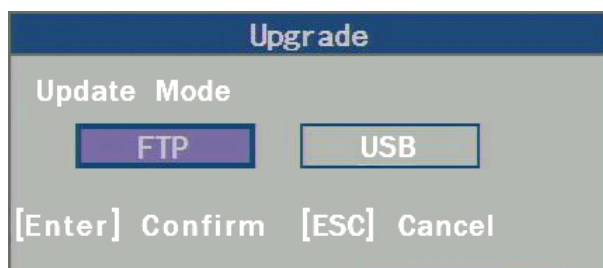 Upgrade
Update Mode
FTP USB
[Enter] Confirm [ESC] Cancel